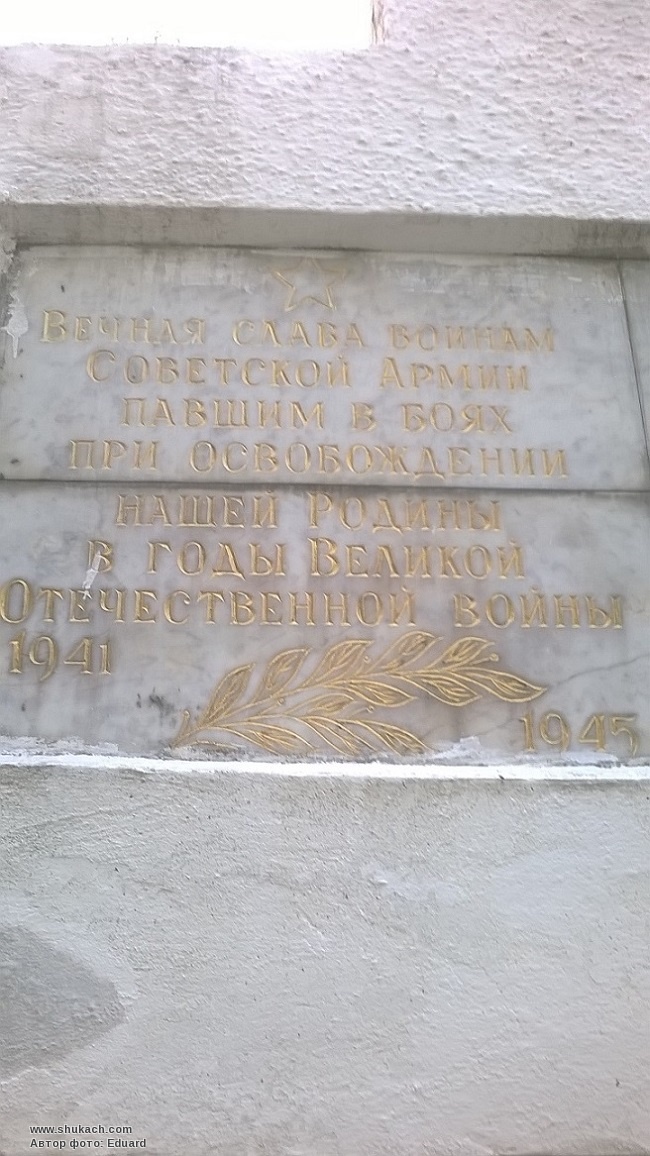 Вечная слава воинам
Советской Армии
павшим в боях
при освобождении
нашей Родины
в годы Великой
Отечественной войны
1941
1945
www.shukach.com
Автор фото: Eduard